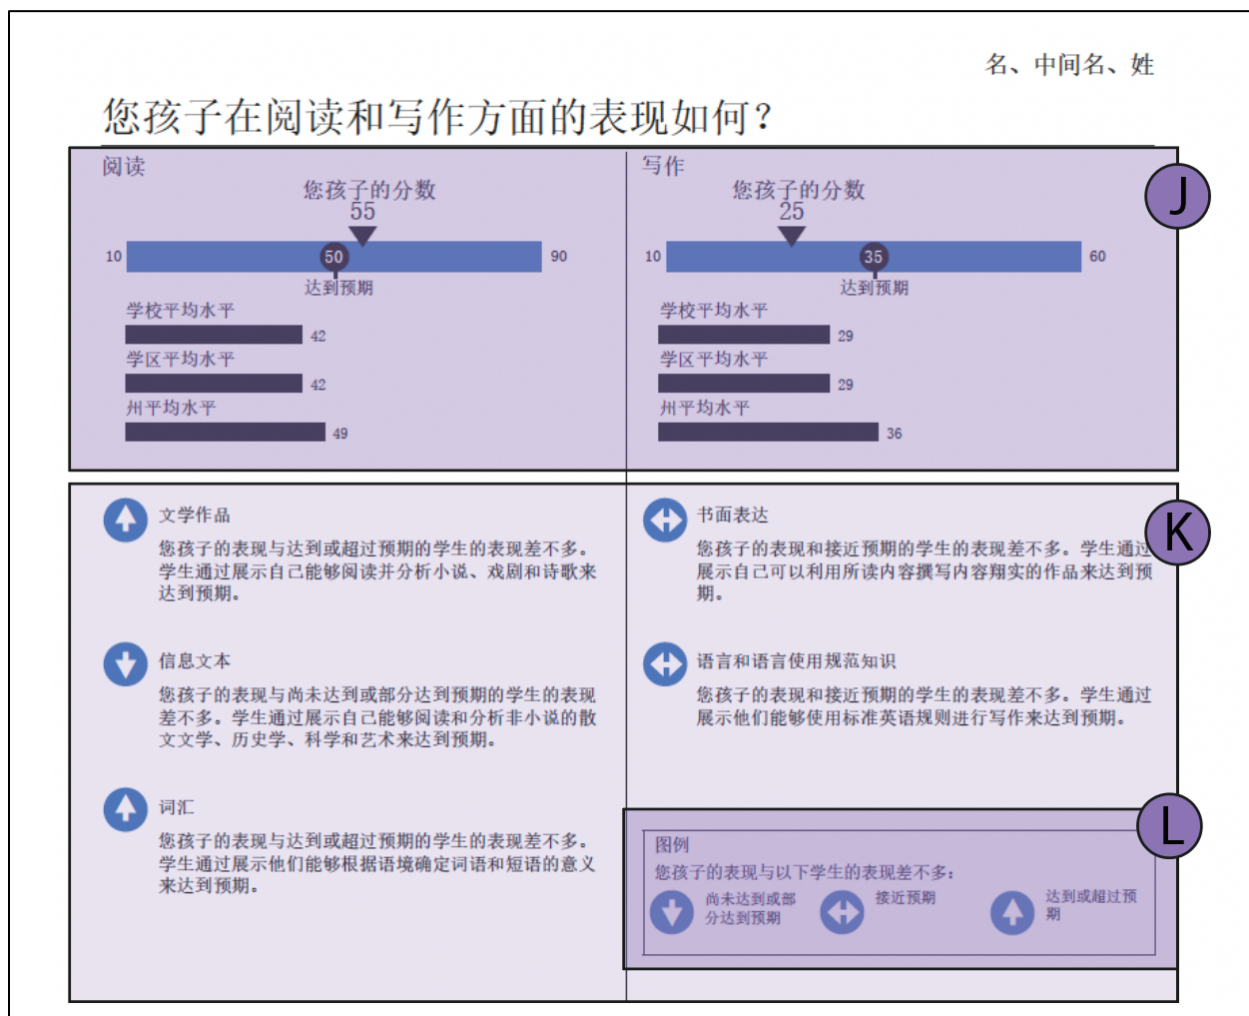 名、中间名、姓
您孩子在阅读和写作方面的表现如何？
阅读
您孩子的分数
55
10
50
90
达到预期
学校平均水平
42
学区平均水平
42
州平均水平
49
写作
您孩子的分数
25
10
35
60
达到预期
学校平均水平
29
学区平均水平
29
州平均水平
36
J
文学作品
您孩子的表现与达到或超过预期的学生的表现差不多。
学生通过展示自己能够阅读并分析小说、戏剧和诗歌来
达到预期。
信息文本
您孩子的表现与尚未达到或部分达到预期的学生的表现
差不多。学生通过展示自己能够阅读和分析非小说的散
文文学、历史学、科学和艺术来达到预期。
词汇
您孩子的表现与达到或超过预期的学生的表现差不多。
学生通过展示他们能够根据语境确定词语和短语的意义
来达到预期。
书面表达
您孩子的表现和接近预期的学生的表现差不多。学生通过
展示自己可以利用所读内容撰写内容翔实的作品来达到预
期。
K
语言和语言使用规范知识
您孩子的表现和接近预期的学生的表现差不多。学生通过
展示他们能够使用标准英语规则进行写作来达到预期。
L
图例
您孩子的表现与以下学生的表现差不多：
尚未达到或部
分达到预期
接近预期
达到或超过预
期